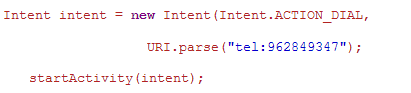 Intent intent = new Intent(Intent.ACTION_DIAL,
URI.parse("tel:962849347");
startActivity(intent);